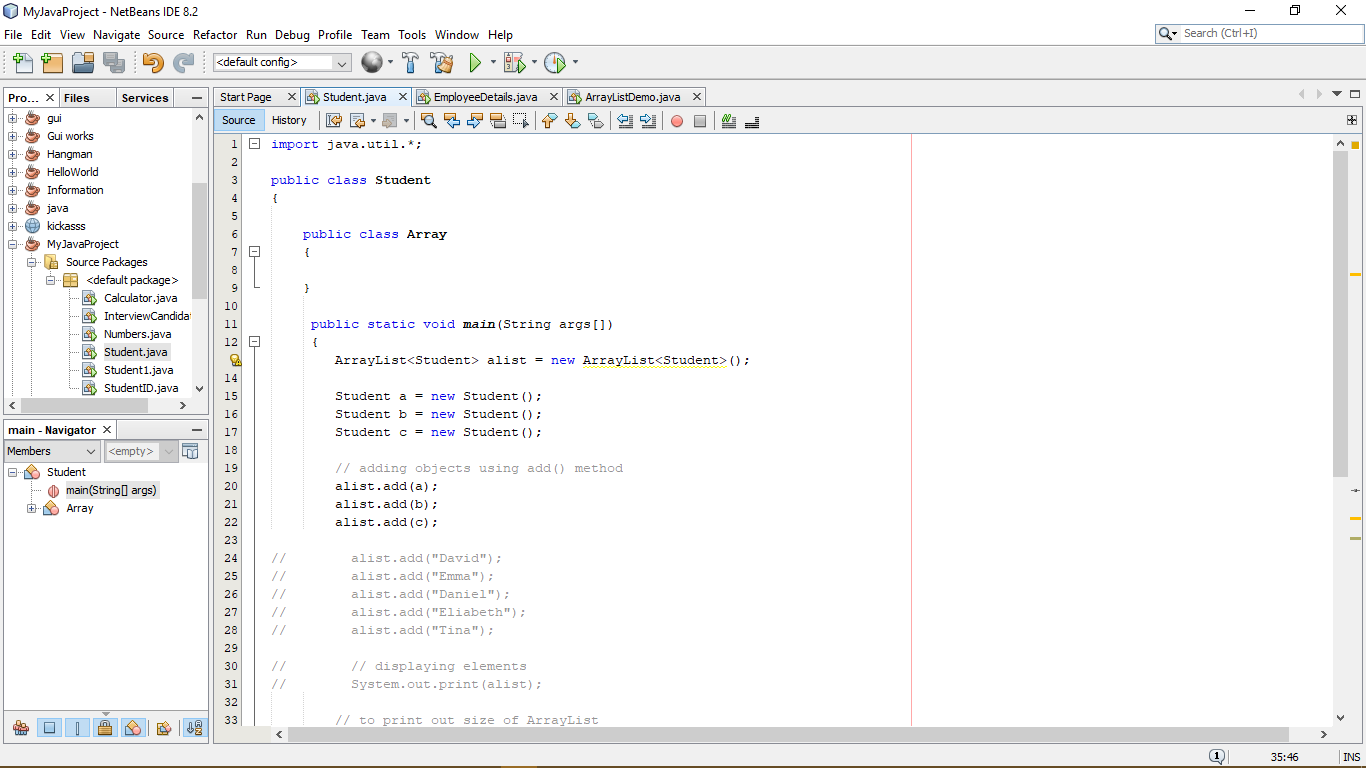 MyJavaProject - NetBeans IDE 8.2
File Edit View Navigate Source Refactor Run Debug Profile Team Tools Window Help
Search (Ctrl+I)
<default config>
Pro... Files Services
gui
Gui works
Hangman
HelloWorld
Information
java
kickasss
MyJavaProject
Source Packages
<default package>
Calculator.java
InterviewCandidat
Numbers.java
Student.java
Student1.java
StudentID.java
main - Navigator
Members <empty>
Student
main(String[] args)
Array
Start Page Student.java EmployeeDetails.java ArrayListDemo.java
Source History
1 import java.util.*;
2
3 public class Student
4 {
5
6 public class Array
7 {
8
9 }
10
11 public static void main(String args[])
12 {
ArrayList<Student> alist = new ArrayList<Student>();
14
15 Student a = new Student();
16 Student b = new Student();
17 Student c = new Student();
18
19 // adding objects using add() method
20 alist.add(a);
21 alist.add(b);
22 alist.add(c);
23
24 // alist.add("David");
25 // alist.add("Emma");
26 // alist.add("Daniel");
27 // alist.add("Eliabeth");
28 // alist.add("Tina");
29
30 // // displaying elements
31 // System.out.print(alist);
32
33 // to print out size of ArrayList
1 35:46 INS